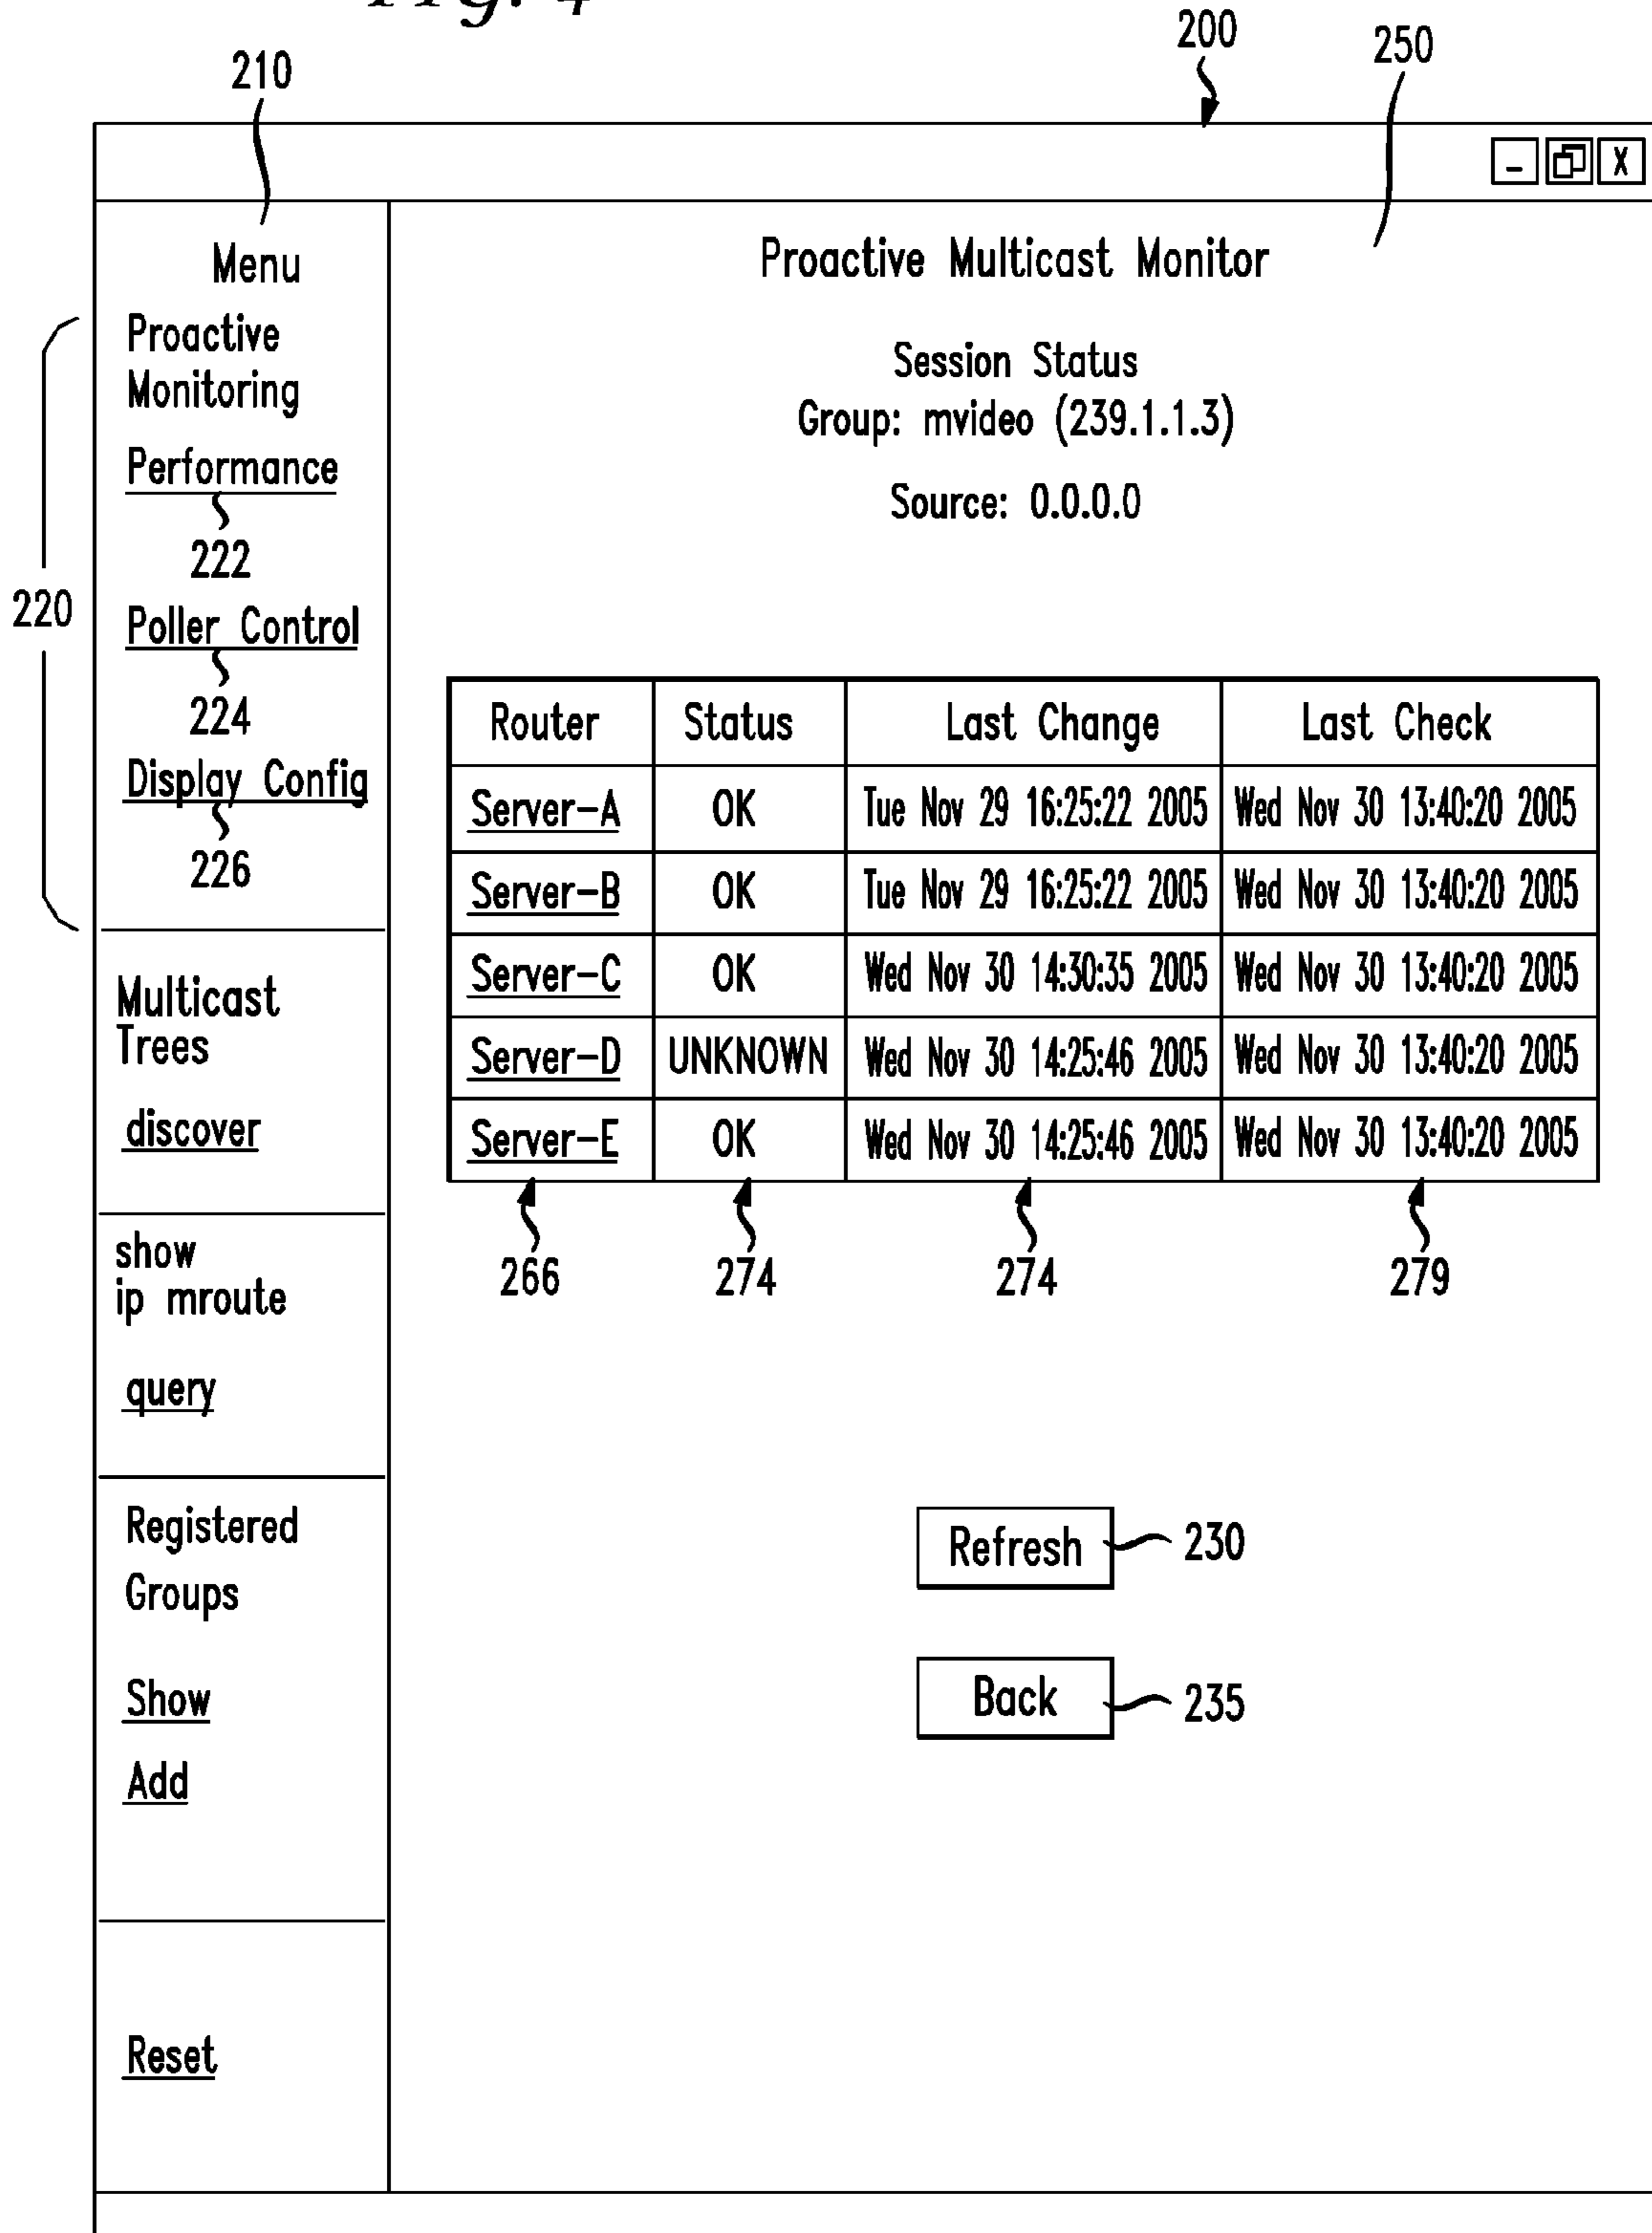 Fig. 4
200
250
210
_ X
Menu
Proactive
Monitoring
Performance
222
220
Poller Control
224
Display Config
226
Multicast
Trees
discover
show
ip mroute
query
Registered
Groups
Show
Add
Reset
Proactive Multicast Monitor
Session Status
Group: mvideo (239.1.1.3)
Source: 0.0.0.0
Router Status Last Change Last Check
Server-A OK Tue Nov 29 16:25:22 2005 Wed Nov 30 13:40:20 2005
Server-B OK Tue Nov 29 16:25:22 2005 Wed Nov 30 13:40:20 2005
Server-C OK Wed Nov 30 14:30:35 2005 Wed Nov 30 13:40:20 2005
Server-D UNKNOWN Wed Nov 30 14:25:46 2005 Wed Nov 30 13:40:20 2005
Server-E OK Wed Nov 30 14:25:46 2005 Wed Nov 30 13:40:20 2005
266 274 274 279
Refresh 230
Back 235